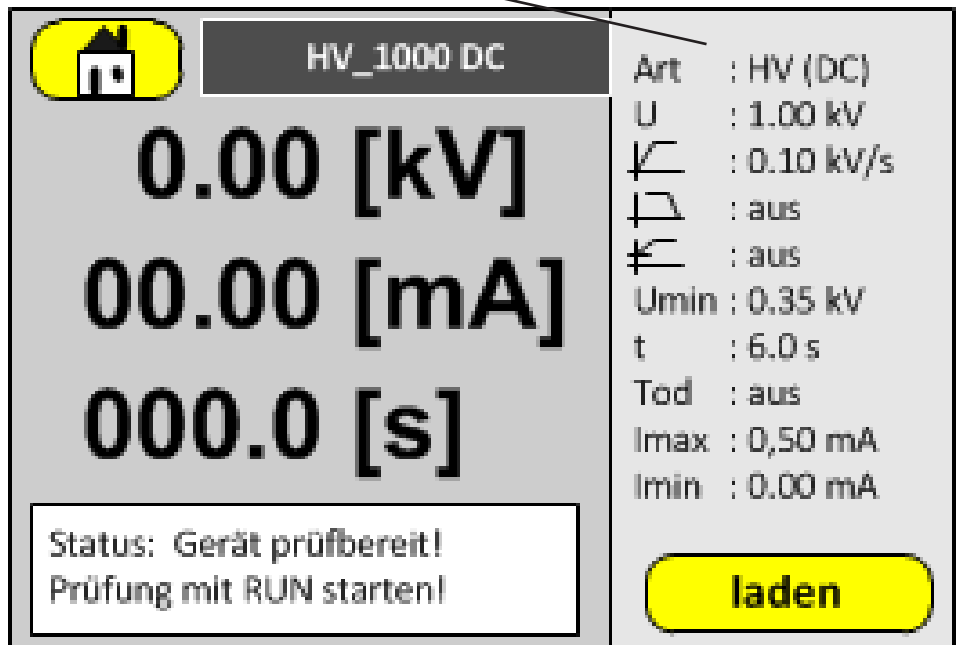 HV_1000 DC
0.00 [kV]
00.00 [mA]
000.0 [s]
Status: Gerät prüfbereit!
Prüfung mit RUN starten!
Art : HV (DC)
U : 1.00 kV
: 0.10 kV/s
: aus
: aus
Umin : 0.35 kV
t : 6.0 s
Tod : aus
Imax : 0,50 mA
Imin : 0.00 mA
laden